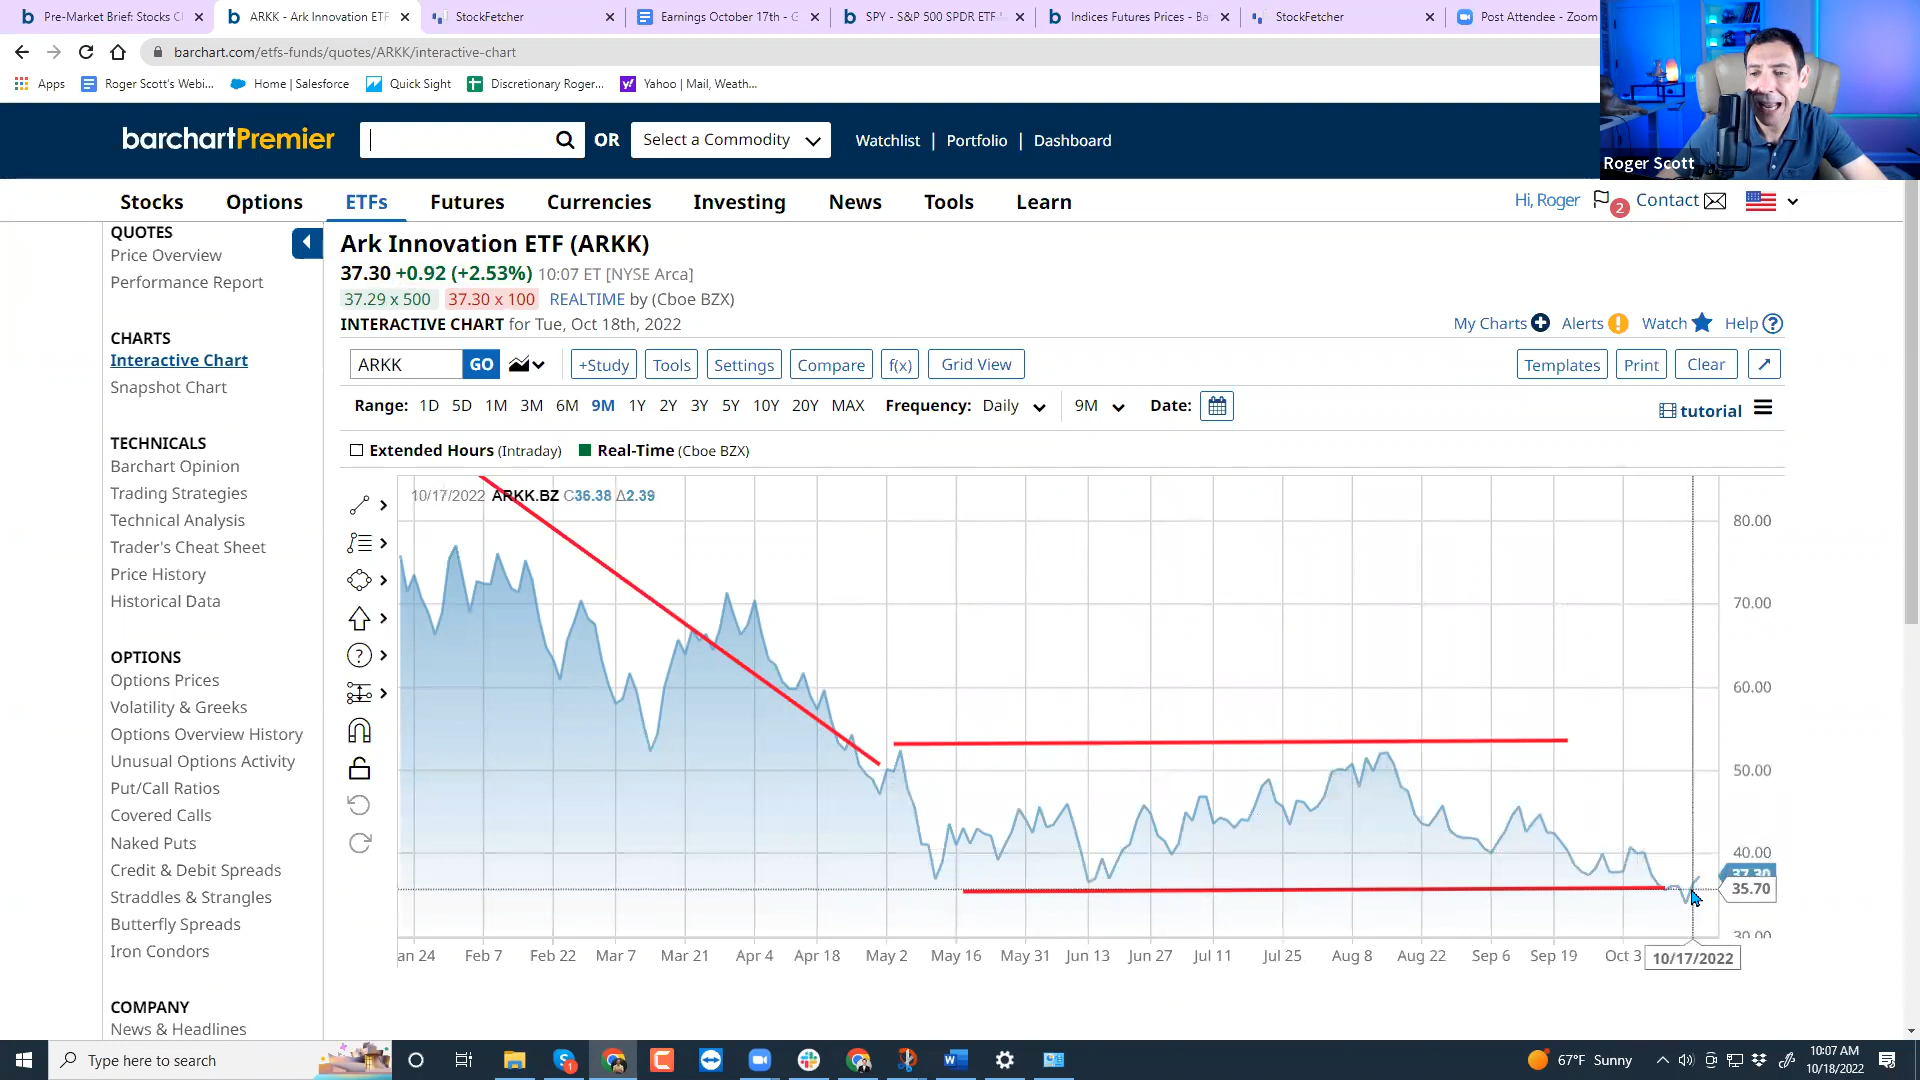 Pre-Market Brief: Stocks Cl
ARKK - Ark Innovation ETF
StockFetcher
Earnings October 17th - G
SPY - S&P 500 SPDR ETF
Indices Futures Prices - Ba
StockFetcher
Post Attendee - Zoom
barchart.com/etfs-funds/quotes/ARKK/interactive-chart
Apps
Roger Scott's Webi...
Home | Salesforce
Quick Sight
Discretionary Roger...
Yahoo | Mail, Weath...
Roger Scott
barchartPremier
OR
Select a Commodity
Watchlist | Portfolio | Dashboard
Stocks Options ETFs Futures Currencies Investing News Tools Learn
Hi, Roger
2
Contact
QUOTES
Price Overview
Performance Report
CHARTS
Interactive Chart
Snapshot Chart
TECHNICALS
Barchart Opinion
Trading Strategies
Technical Analysis
Trader's Cheat Sheet
Price History
Historical Data
OPTIONS
Options Prices
Volatility & Greeks
Options Overview History
Unusual Options Activity
Put/Call Ratios
Covered Calls
Naked Puts
Credit & Debit Spreads
Straddles & Strangles
Butterfly Spreads
Iron Condors
COMPANY
News & Headlines
Ark Innovation ETF (ARKK)
37.30 +0.92 (+2.53%) 10:07 ET [NYSE Arca]
37.29 x 500 37.30 x 100 REALTIME by (Cboe BZX)
INTERACTIVE CHART for Tue, Oct 18th, 2022
My Charts Alerts Watch Help
ARKK GO +Study Tools Settings Compare f(x) Grid View
Templates Print Clear
Range: 1D 5D 1M 3M 6M 9M 1Y 2Y 3Y 5Y 10Y 20Y MAX Frequency: Daily 9M Date:
tutorial
Extended Hours (Intraday) Real-Time (Cboe BZX)
10/17/2022 ARKK.BZ C36.38 Δ2.39
80.00
70.00
60.00
50.00
40.00
37.30
35.70
30.00
an 24 Feb 7 Feb 22 Mar 7 Mar 21 Apr 4 Apr 18 May 2 May 16 May 31 Jun 13 Jun 27 Jul 11 Jul 25 Aug 8 Aug 22 Sep 6 Sep 19 Oct 3 10/17/2022
Type here to search
67°F Sunny
10:07 AM
10/18/2022